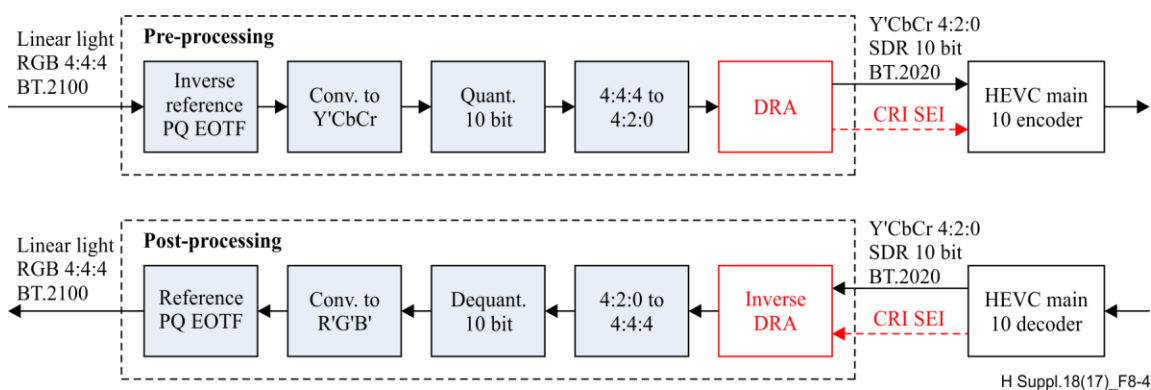 Linear light
RGB 4:4:4
BT.2100
Pre-processing
Inverse
reference
PQ EOTF
Conv. to
Y'CbCr
Quant.
10 bit
4:4:4 to
4:2:0
DRA
Y'CbCr 4:2:0
SDR 10 bit
BT.2020
CRI SEI
HEVC main
10 encoder
Linear light
RGB 4:4:4
BT.2100
Post-processing
Reference
PQ EOTF
Conv. to
R'G'B'
Dequant.
10 bit
4:2:0 to
4:4:4
Inverse
DRA
Y'CbCr 4:2:0
SDR 10 bit
BT.2020
CRI SEI
HEVC main
10 decoder
H Suppl.18(17)_F8-4